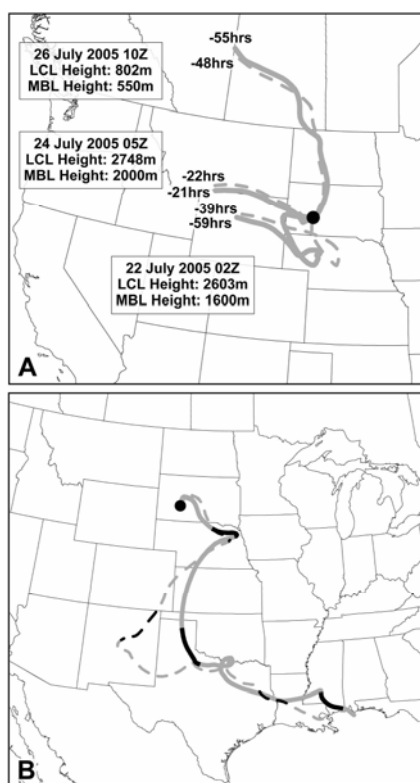 -55hrs
26 July 2005 10Z
LCL Height: 802m
MBL Height: 550m
-48hrs
24 July 2005 05Z
LCL Height: 2748m
MBL Height: 2000m
-22hrs
-21hrs
-39hrs
-59hrs
22 July 2005 02Z
LCL Height: 2603m
MBL Height: 1600m
A
B